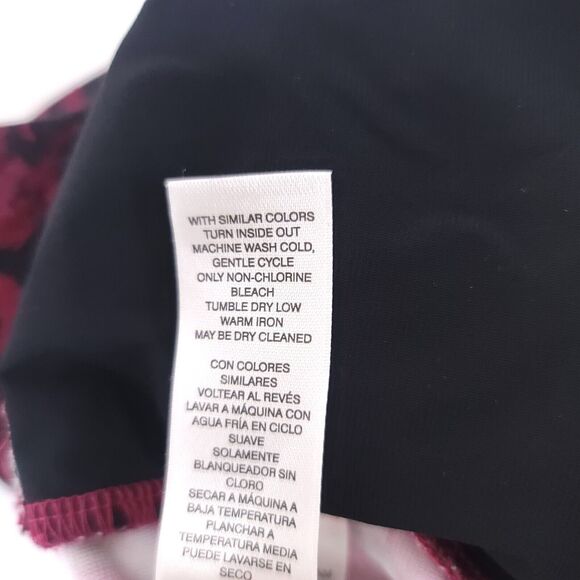 WITH SIMILAR COLORS
TURN INSIDE OUT
MACHINE WASH COLD,
GENTLE CYCLE
ONLY NON-CHLORINE
BLEACH
TUMBLE DRY LOW
WARM IRON
MAY BE DRY CLEANED
CON COLORES
SIMILARES
VOLTEAR AL REVÉS
LAVAR A MÁQUINA CON
AGUA FRÍA EN CICLO
SUAVE
SOLAMENTE
BLANQUEADOR SIN
CLORO
SECAR A MÁQUINA A
BAJA TEMPERATURA
PLANCHAR A
TEMPERATURA MEDIA
PUEDE LAVARSE EN
SECO